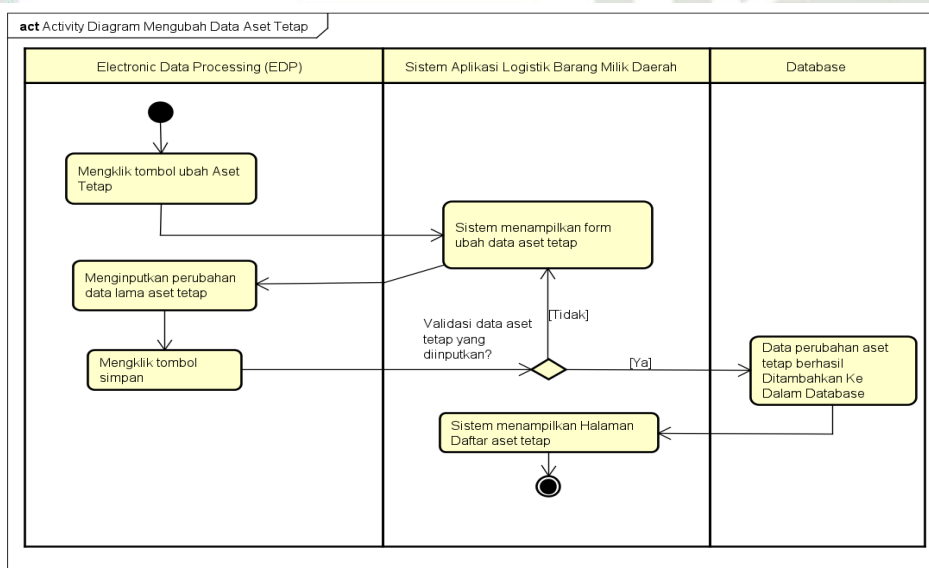 act Activity Diagram Mengubah Data Aset Tetap
Electronic Data Processing (EDP)
Sistem Aplikasi Logistik Barang Milik Daerah
Database
Mengklik tombol ubah Aset
Tetap
Sistem menampilkan form
ubah data aset tetap
Menginputkan perubahan
data lama aset tetap
Mengklik tombol
simpan
Validasi data aset
tetap yang
diinputkan?
[Tidak]
[Ya]
Data perubahan aset
tetap berhasil
Ditambahkan Ke
Dalam Database
Sistem menampilkan Halaman
Daftar aset tetap